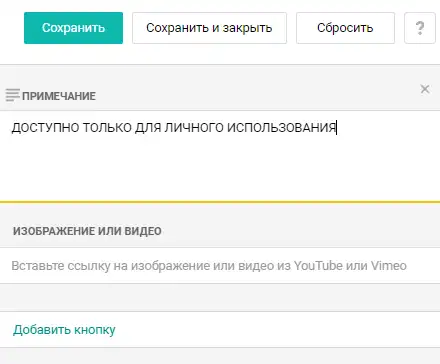 Сохранить Сохранить и закрыть Сбросить ?
ПРИМЕЧАНИЕ ×
ДОСТУПНО ТОЛЬКО ДЛЯ ЛИЧНОГО ИСПОЛЬЗОВАНИЯ
ИЗОБРАЖЕНИЕ ИЛИ ВИДЕО
Вставьте ссылку на изображение или видео из YouTube или Vimeo
Добавить кнопку